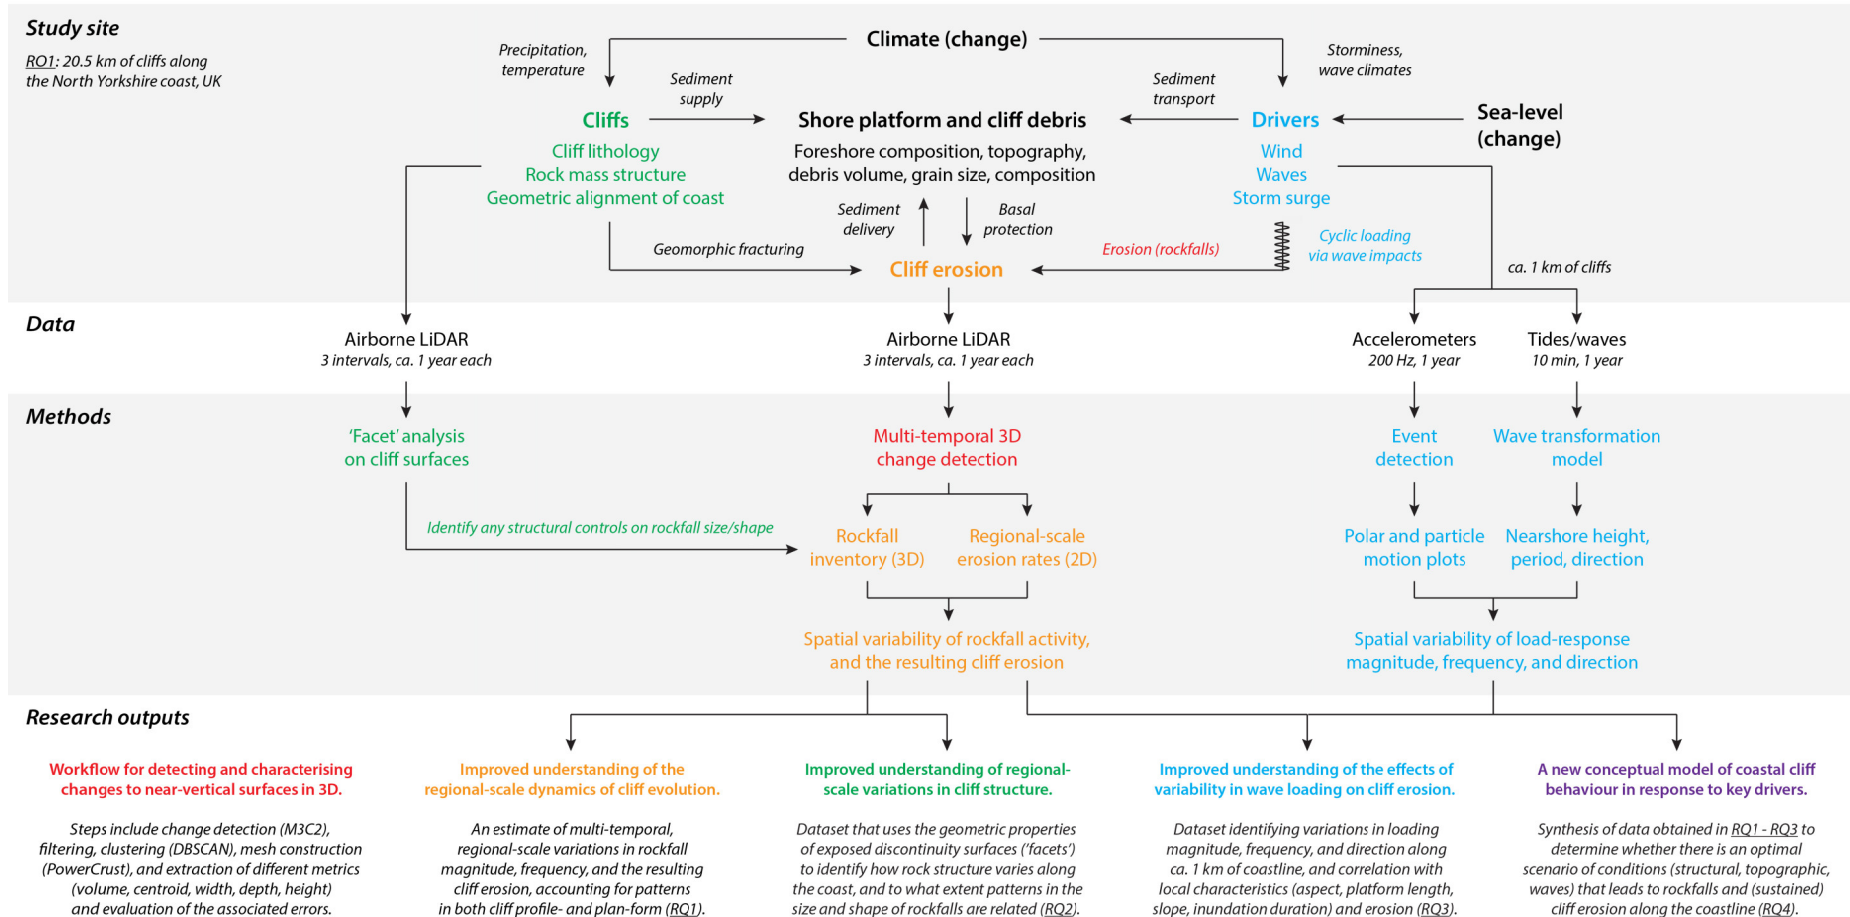 Study site
RO1: 20.5 km of cliffs along
the North Yorkshire coast, UK
Climate (change)
Precipitation,
temperature
Storminess,
wave climates
Sediment
supply
Sediment
transport
Cliffs
Cliff lithology
Rock mass structure
Geometric alignment of coast
Shore platform and cliff debris
Foreshore composition, topography,
debris volume, grain size, composition
Drivers
Wind
Waves
Storm surge
Sea-level
(change)
Sediment
delivery
Basal
protection
Geomorphic fracturing
Cliff erosion
Erosion (rockfalls)
Cyclic loading
via wave impacts
ca. 1 km of cliffs
Data
Airborne LiDAR
3 intervals, ca. 1 year each
Airborne LiDAR
3 intervals, ca. 1 year each
Accelerometers
200 Hz, 1 year
Tides/waves
10 min, 1 year
Methods
‘Facet’ analysis
on cliff surfaces
Multi-temporal 3D
change detection
Event
detection
Wave transformation
model
Identify any structural controls on rockfall size/shape
Rockfall
inventory (3D)
Regional-scale
erosion rates (2D)
Polar and particle
motion plots
Nearshore height,
period, direction
Spatial variability of rockfall activity,
and the resulting cliff erosion
Spatial variability of load-response
magnitude, frequency, and direction
Research outputs
Workflow for detecting and characterising
changes to near-vertical surfaces in 3D.
Steps include change detection (M3C2),
filtering, clustering (DBSCAN), mesh construction
(PowerCrust), and extraction of different metrics
(volume, centroid, width, depth, height)
and evaluation of the associated errors.
Improved understanding of the
regional-scale dynamics of cliff evolution.
An estimate of multi-temporal,
regional-scale variations in rockfall
magnitude, frequency, and the resulting
cliff erosion, accounting for patterns
in both cliff profile- and plan-form (RQ1).
Improved understanding of regional-
scale variations in cliff structure.
Dataset that uses the geometric properties
of exposed discontinuity surfaces (‘facets’)
to identify how rock structure varies along
the coast, and to what extent patterns in the
size and shape of rockfalls are related (RQ2).
Improved understanding of the effects of
variability in wave loading on cliff erosion.
Dataset identifying variations in loading
magnitude, frequency, and direction along
ca. 1 km of coastline, and correlation with
local characteristics (aspect, platform length,
slope, inundation duration) and erosion (RQ3).
A new conceptual model of coastal cliff
behaviour in response to key drivers.
Synthesis of data obtained in RQ1 - RQ3 to
determine whether there is an optimal
scenario of conditions (structural, topographic,
waves) that leads to rockfalls and (sustained)
cliff erosion along the coastline (RQ4).